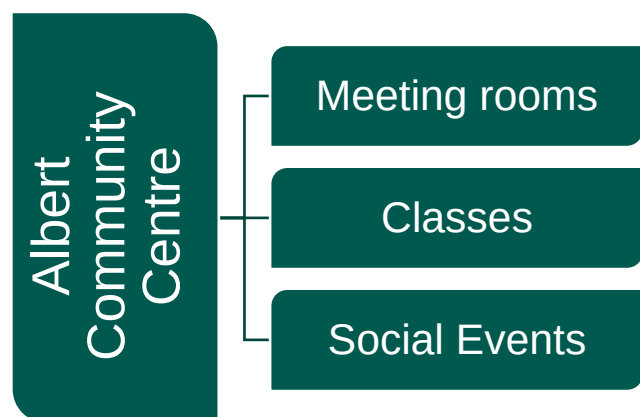 Albert
Community
Centre
Meeting rooms
Classes
Social Events